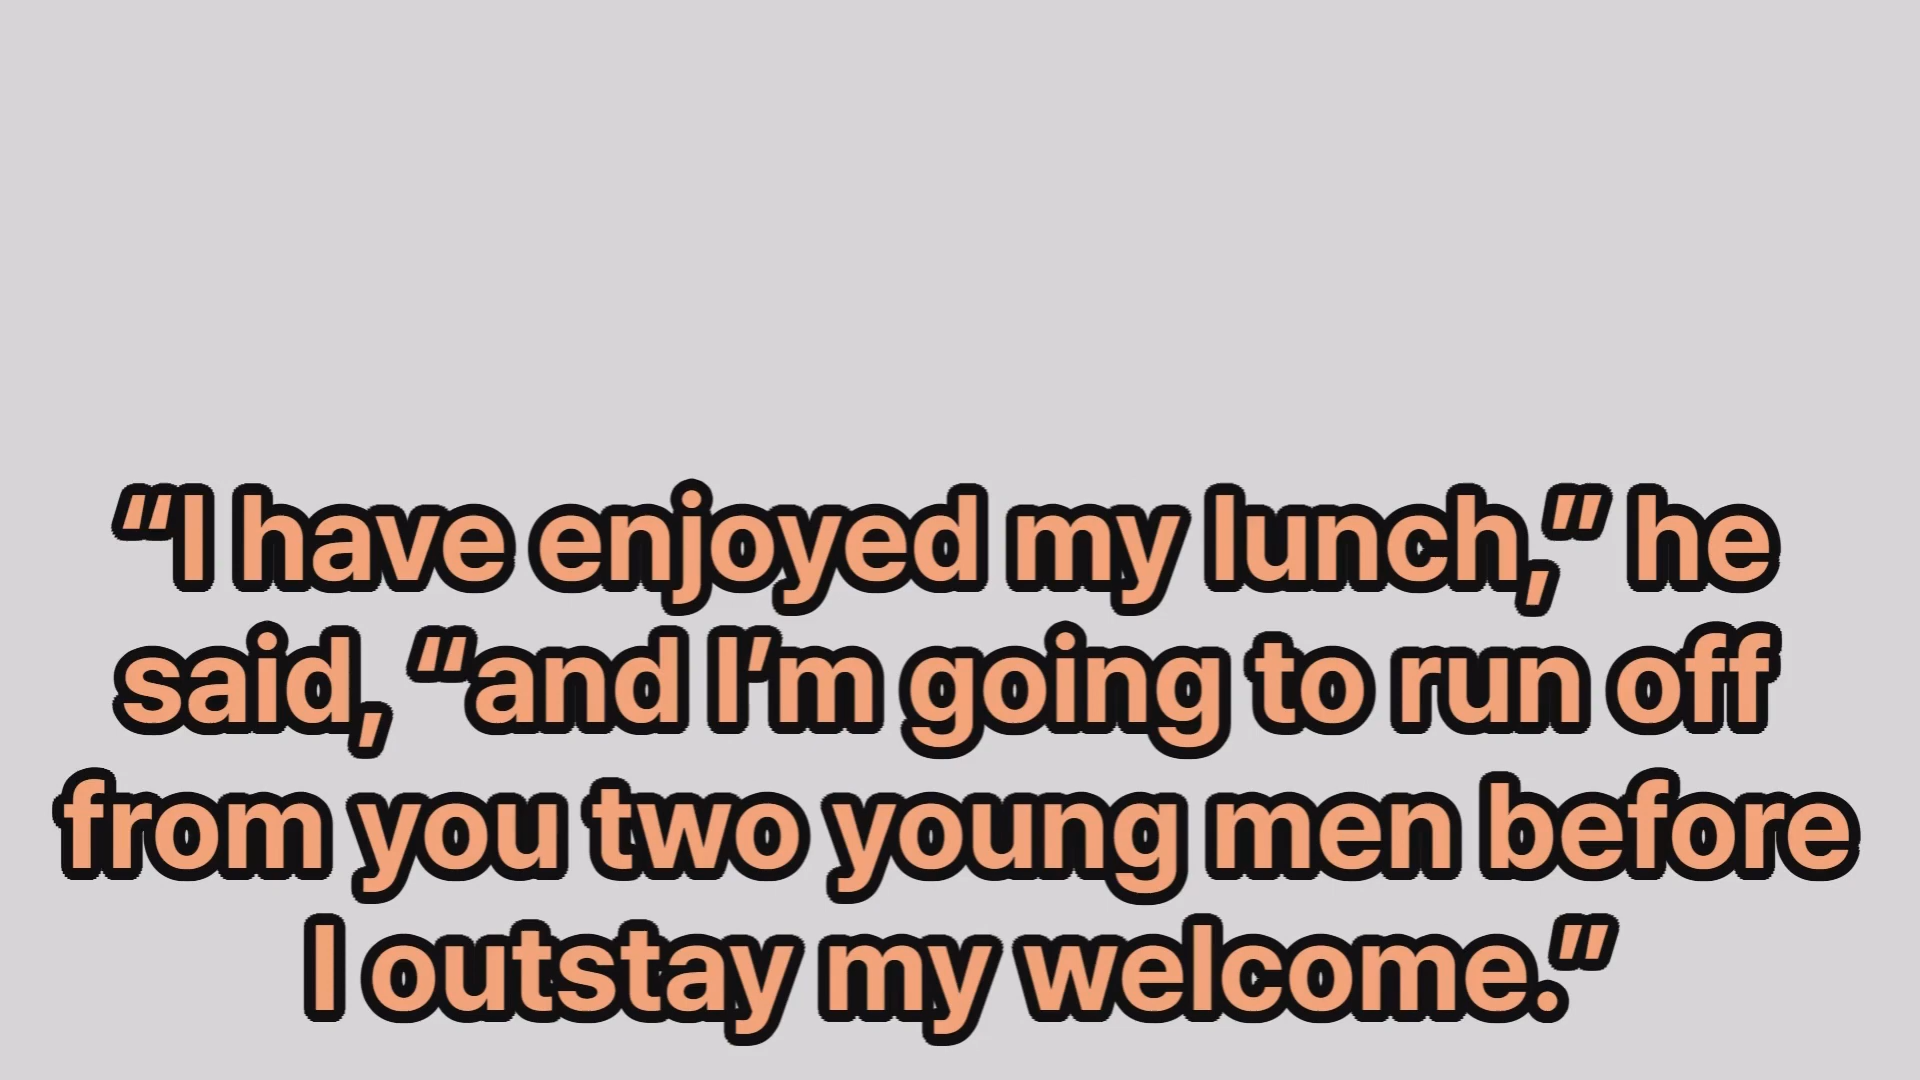 “I have enjoyed my lunch,” he
said, “and I’m going to run off
from you two young men before
I outstay my welcome.”